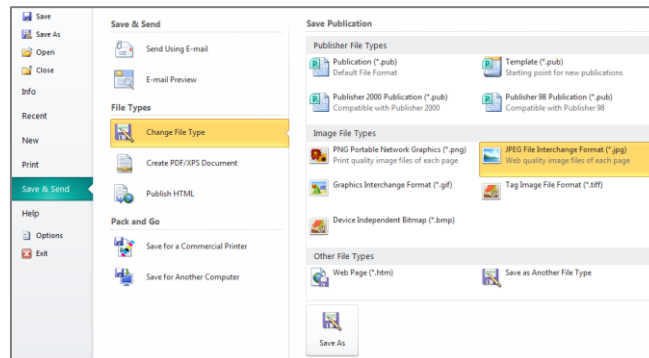 Save
Save As
Open
Close
Info
Recent
New
Print
Save & Send
Help
Options
Exit
Save & Send
Send Using E-mail
E-mail Preview
File Types
Change File Type
Create PDF/XPS Document
Publish HTML
Pack and Go
Save for a Commercial Printer
Save for Another Computer
Save Publication
Publisher File Types
Publication (*.pub)
Default File Format
Template (*.pub)
Starting point for new publications
Publisher 2000 Publication (*.pub)
Compatible with Publisher 2000
Publisher 98 Publication (*.pub)
Compatible with Publisher 98
Image File Types
PNG Portable Network Graphics (*.png)
Print quality image files of each page
JPEG File Interchange Format (*.jpg)
Web quality image files of each page
Graphics Interchange Format (*.gif)
Tag Image File Format (*.tiff)
Device Independent Bitmap (*.bmp)
Other File Types
Web Page (*.htm)
Save as Another File Type
Save As